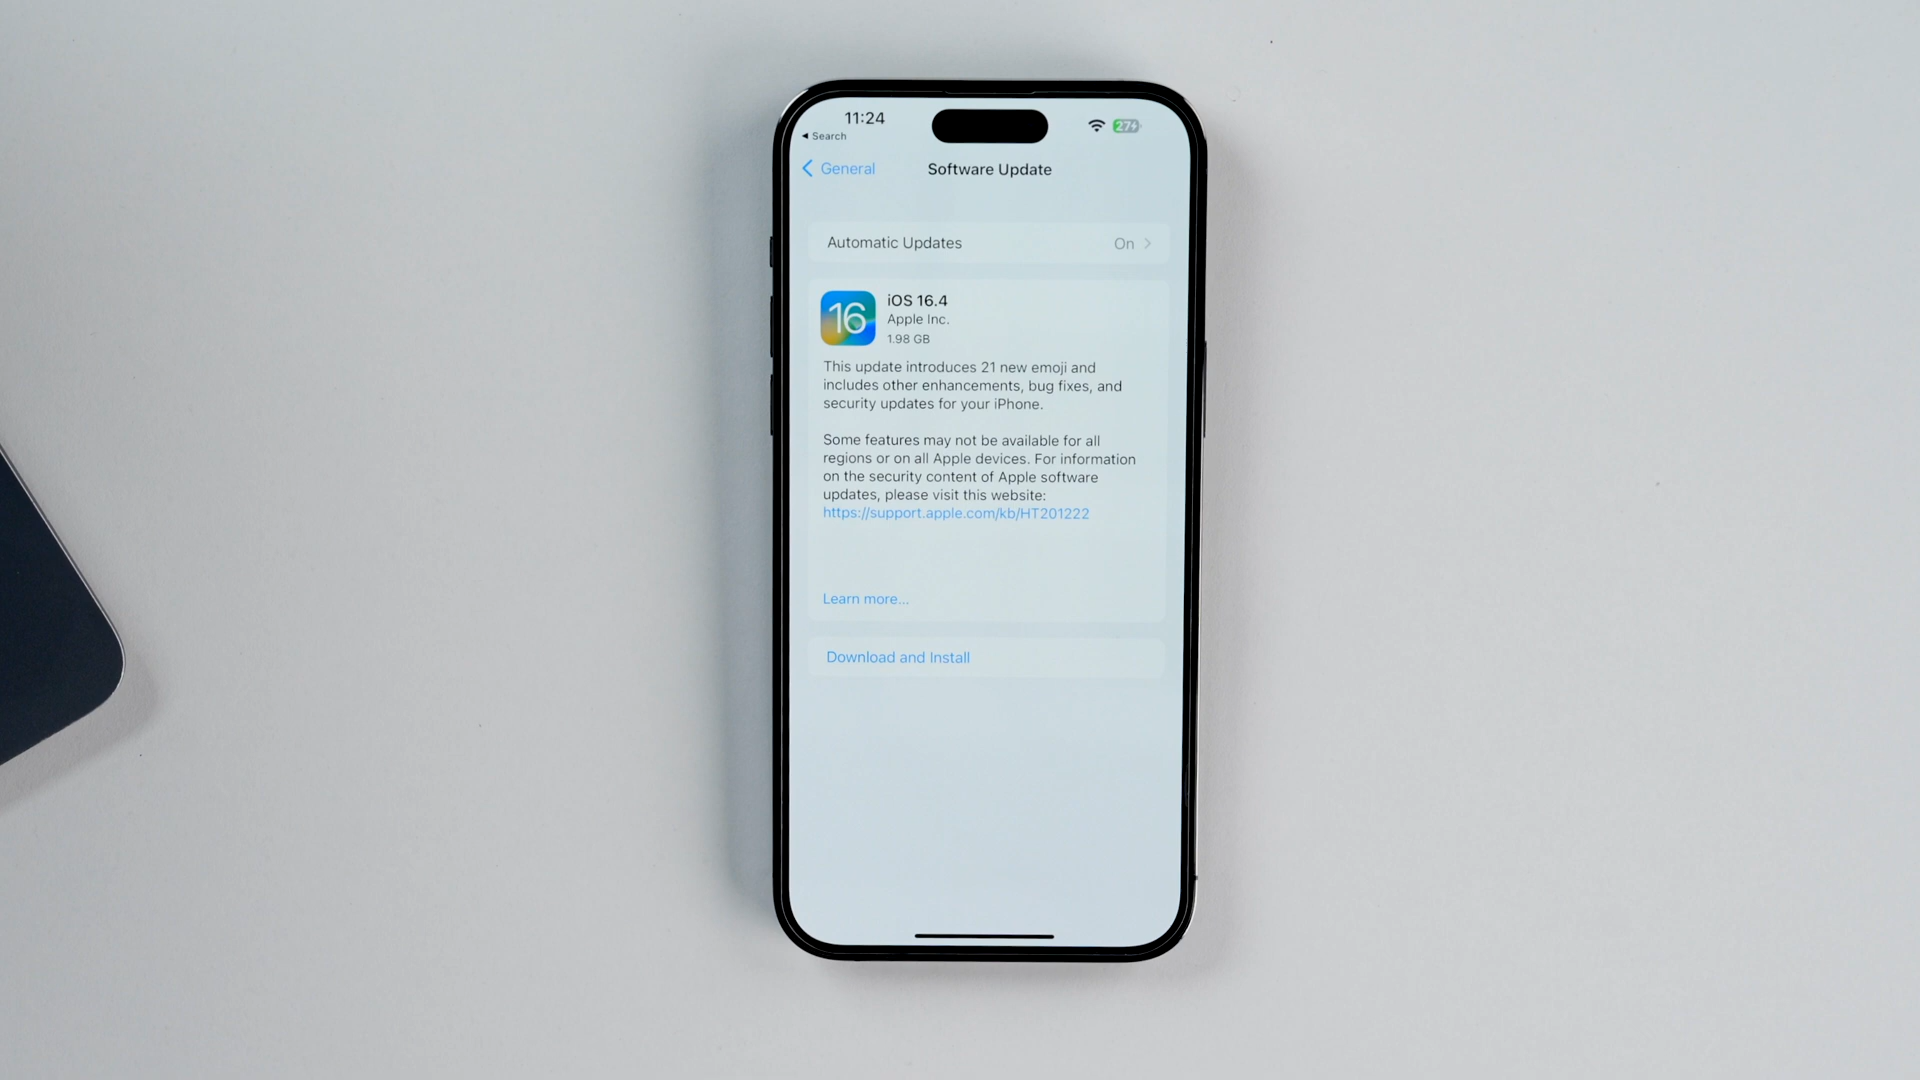 11:24
◀ Search
27
General
Software Update
Automatic Updates
On
16
iOS 16.4
Apple Inc.
1.98 GB
This update introduces 21 new emoji and
includes other enhancements, bug fixes, and
security updates for your iPhone.
Some features may not be available for all
regions or on all Apple devices. For information
on the security content of Apple software
updates, please visit this website:
https://support.apple.com/kb/HT201222
Learn more...
Download and Install